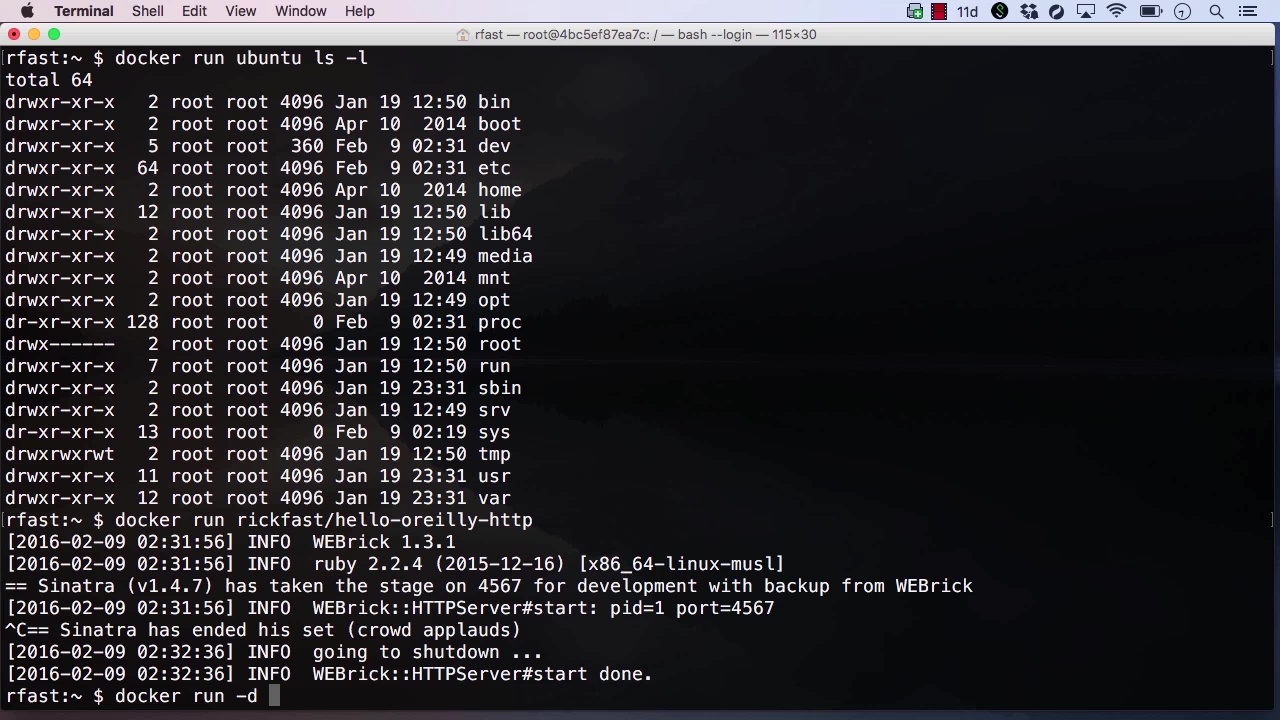 Terminal Shell Edit View Window Help 11d
rfast — root@4bc5ef87ea7c: / — bash --login — 115×30
[rfast:~ $ docker run ubuntu ls -l ]
total 64
drwxr-xr-x   2 root root 4096 Jan 19 12:50 bin
drwxr-xr-x   2 root root 4096 Apr 10  2014 boot
drwxr-xr-x   5 root root  360 Feb  9 02:31 dev
drwxr-xr-x  64 root root 4096 Feb  9 02:31 etc
drwxr-xr-x   2 root root 4096 Apr 10  2014 home
drwxr-xr-x  12 root root 4096 Jan 19 12:50 lib
drwxr-xr-x   2 root root 4096 Jan 19 12:50 lib64
drwxr-xr-x   2 root root 4096 Jan 19 12:49 media
drwxr-xr-x   2 root root 4096 Apr 10  2014 mnt
drwxr-xr-x   2 root root 4096 Jan 19 12:49 opt
dr-xr-xr-x 128 root root    0 Feb  9 02:31 proc
drwx------   2 root root 4096 Jan 19 12:50 root
drwxr-xr-x   7 root root 4096 Jan 19 12:50 run
drwxr-xr-x   2 root root 4096 Jan 19 23:31 sbin
drwxr-xr-x   2 root root 4096 Jan 19 12:49 srv
dr-xr-xr-x  13 root root    0 Feb  9 02:19 sys
drwxrwxrwt   2 root root 4096 Jan 19 12:50 tmp
drwxr-xr-x  11 root root 4096 Jan 19 23:31 usr
drwxr-xr-x  12 root root 4096 Jan 19 23:31 var
[rfast:~ $ docker run rickfast/hello-oreilly-http ]
[2016-02-09 02:31:56] INFO  WEBrick 1.3.1
[2016-02-09 02:31:56] INFO  ruby 2.2.4 (2015-12-16) [x86_64-linux-musl]
== Sinatra (v1.4.7) has taken the stage on 4567 for development with backup from WEBrick
[2016-02-09 02:31:56] INFO  WEBrick::HTTPServer#start: pid=1 port=4567
^C== Sinatra has ended his set (crowd applauds)
[2016-02-09 02:32:36] INFO  going to shutdown ...
[2016-02-09 02:32:36] INFO  WEBrick::HTTPServer#start done.
rfast:~ $ docker run -d